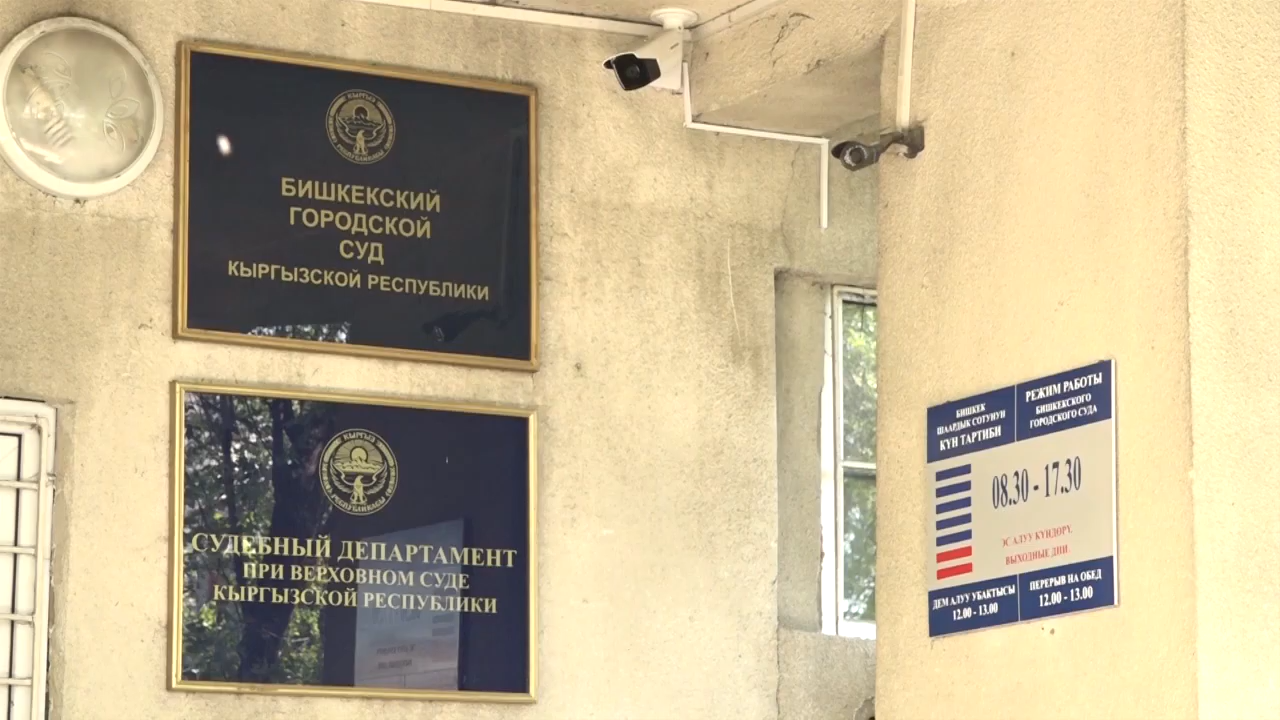 БИШКЕКСКИЙ
ГОРОДСКОЙ
СУД
КЫРГЫЗСКОЙ РЕСПУБЛИКИ
СУДЕБНЫЙ ДЕПАРТАМЕНТ
ПРИ ВЕРХОВНОМ СУДЕ
КЫРГЫЗСКОЙ РЕСПУБЛИКИ
БИШКЕК
ШААРДЫК СОТУНУН
КҮН ТАРТИБИ
РЕЖИМ РАБОТЫ
БИШКЕКСКОГО
ГОРОДСКОГО СУДА
08.30 - 17.30
ЭС АЛУУ КҮНДӨРҮ.
ВЫХОДНЫЕ ДНИ.
ДЕМ АЛУУ УБАКТЫСЫ
12.00 - 13.00
ПЕРЕРЫВ НА ОБЕД
12.00 - 13.00